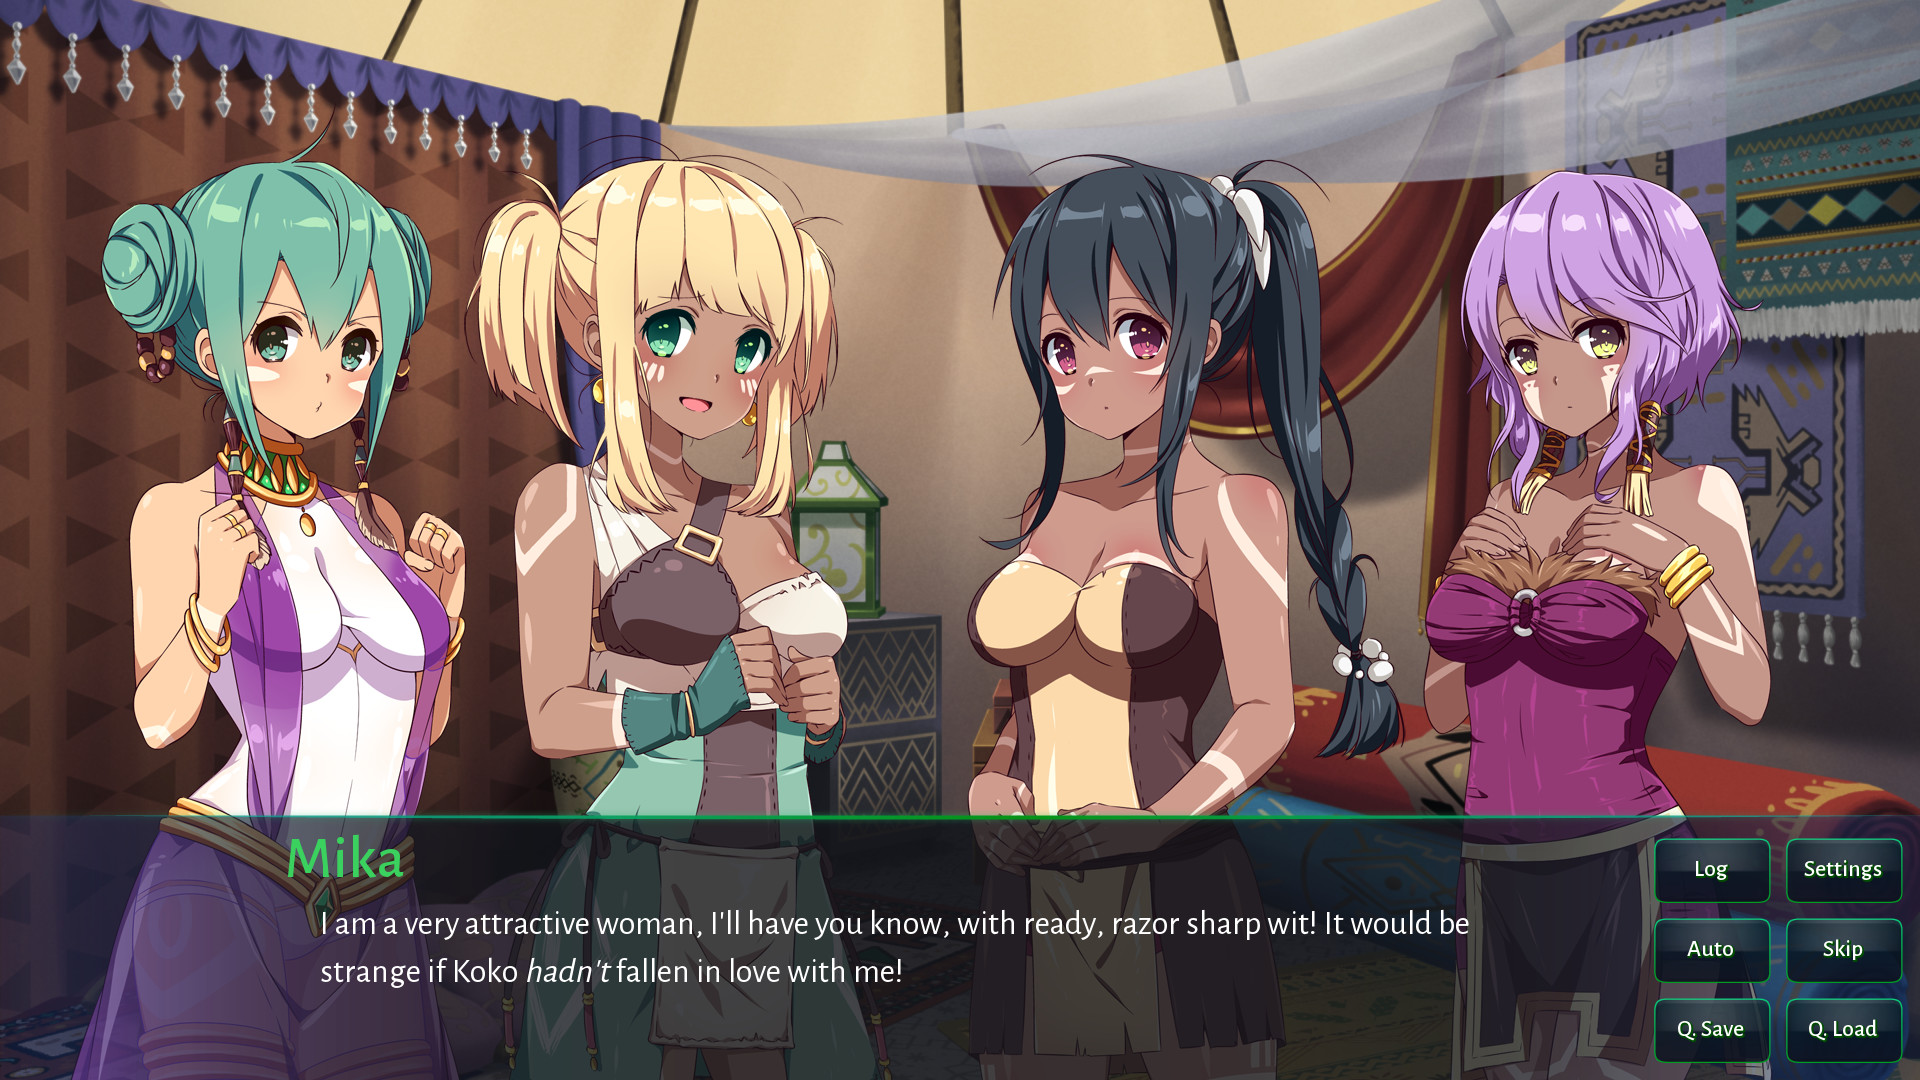 Mika
I am a very attractive woman, I'll have you know, with ready, razor sharp wit! It would be
strange if Koko hadn't fallen in love with me!
Log
Settings
Auto
Skip
Q. Save
Q. Load